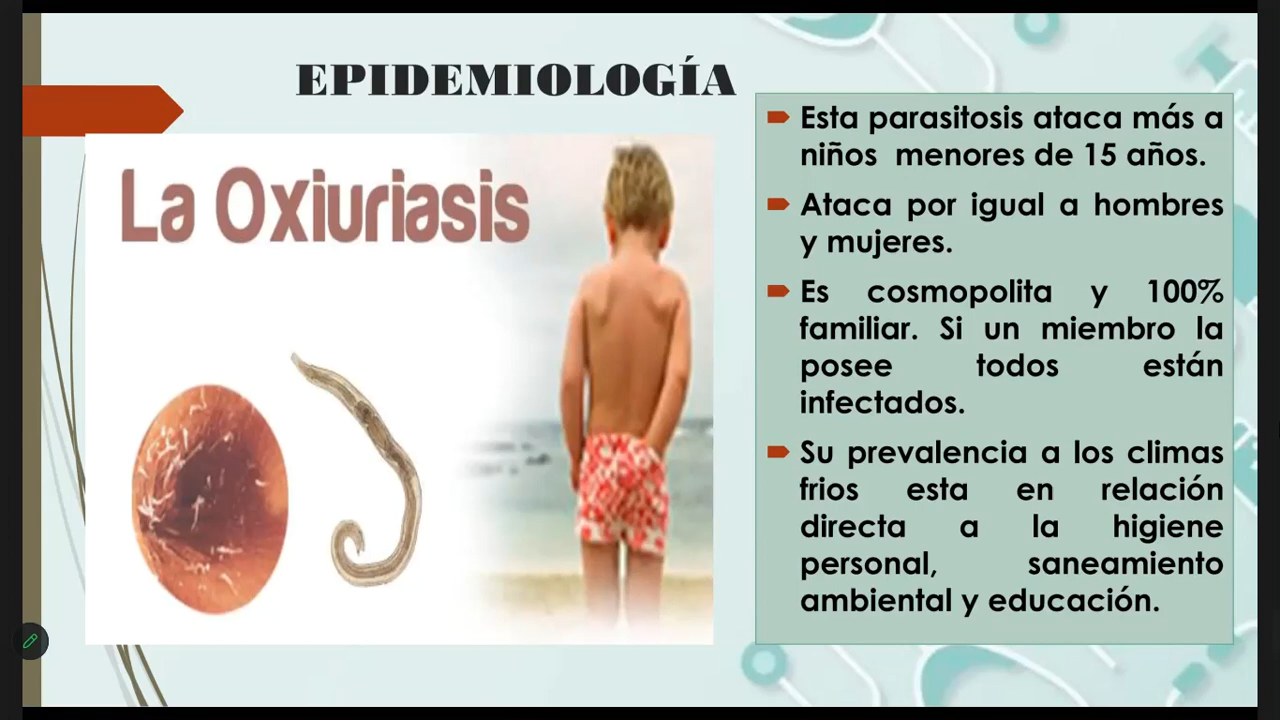 EPIDEMIOLOGÍA
La Oxiuriasis
Esta parasitosis ataca más a
niños menores de 15 años.
Ataca por igual a hombres
y mujeres.
Es cosmopolita y 100%
familiar. Si un miembro la
posee todos están
infectados.
Su prevalencia a los climas
frios esta en relación
directa a la higiene
personal, saneamiento
ambiental y educación.